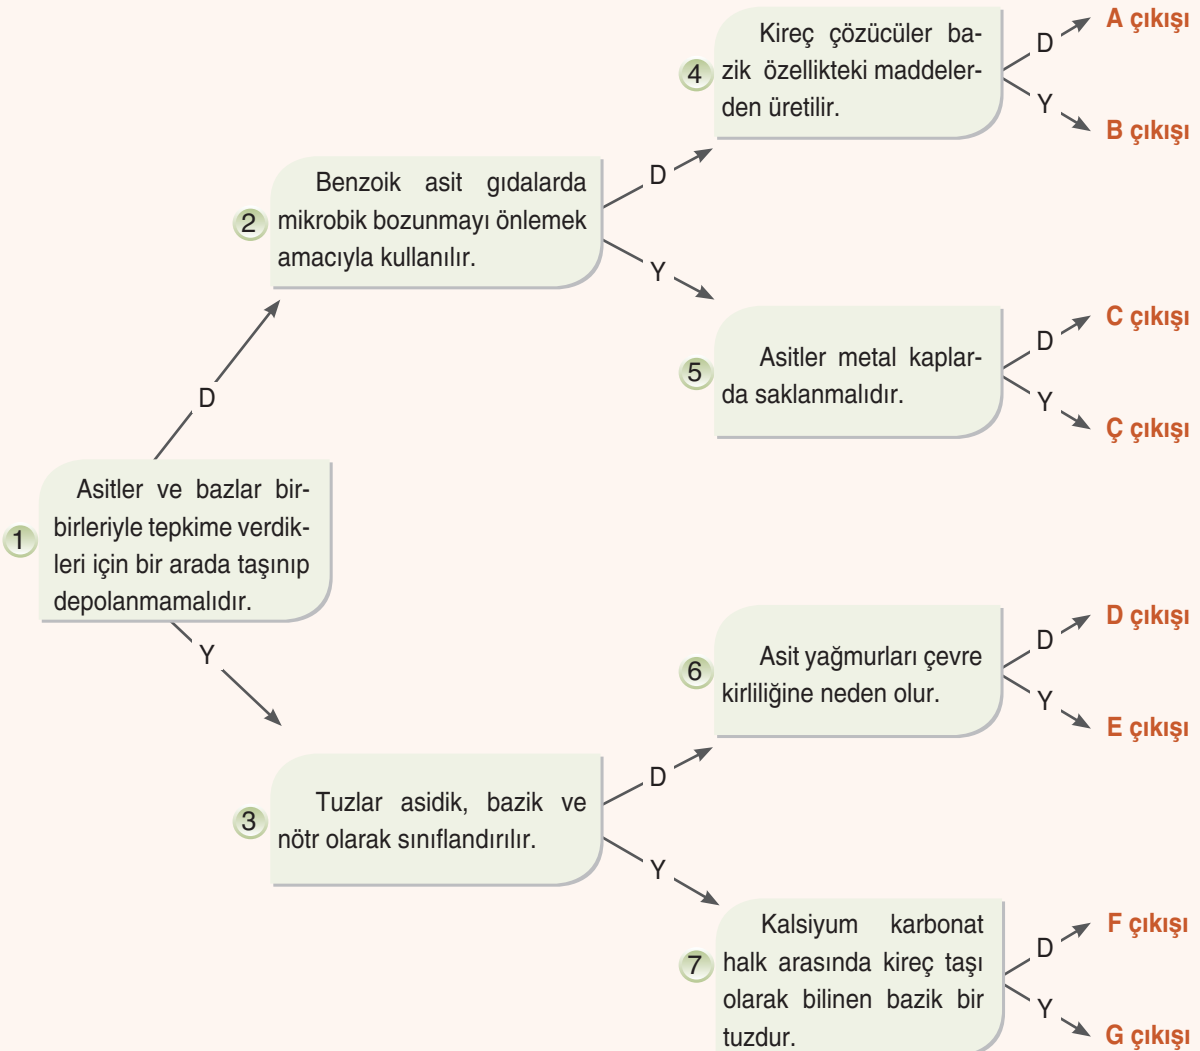 1
Asitler ve bazlar bir-
birleriyle tepkime verdik-
leri için bir arada taşınıp
depolanmamalıdır.
D
Y
2
Benzoik asit gıdalarda
mikrobik bozunmayı önlemek
amacıyla kullanılır.
D
Y
3
Tuzlar asidik, bazik ve
nötr olarak sınıflandırılır.
D
Y
4
Kireç çözücüler ba-
zik özellikteki maddeler-
den üretilir.
D
A çıkışı
Y
B çıkışı
5
Asitler metal kaplar-
da saklanmalıdır.
D
C çıkışı
Y
Ç çıkışı
6
Asit yağmurları çevre
kirliliğine neden olur.
D
D çıkışı
Y
E çıkışı
7
Kalsiyum karbonat
halk arasında kireç taşı
olarak bilinen bazik bir
tuzdur.
D
F çıkışı
Y
G çıkışı